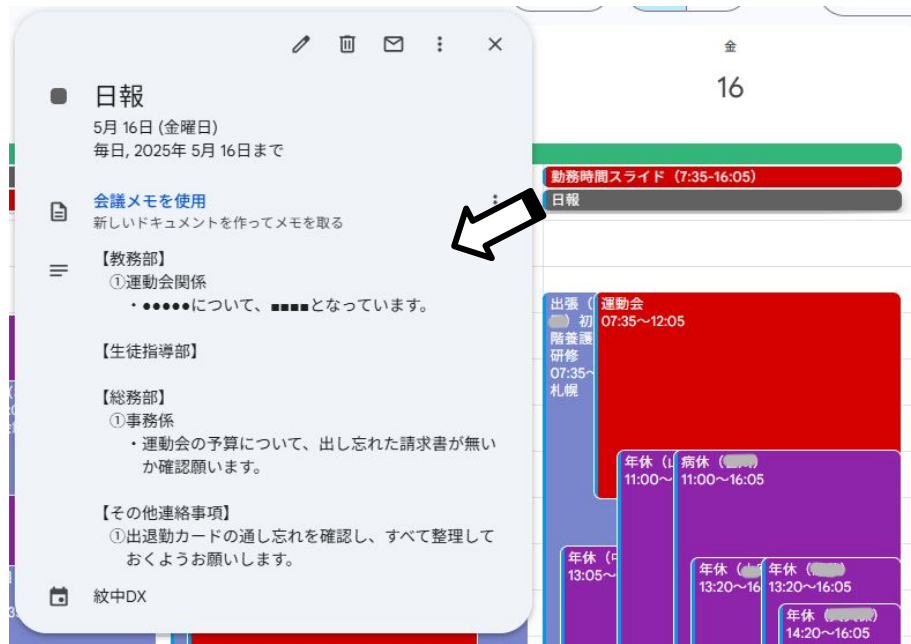 日報
5月 16日 (金曜日)
毎日, 2025年 5月 16日まで
会議メモを使用
新しいドキュメントを作ってメモを取る
【教務部】
①運動会関係
・●●●●●について、■■■■となっています。
【生徒指導部】
【総務部】
①事務係
・運動会の予算について、出し忘れた請求書が無い
か確認願います。
【その他連絡事項】
①出退勤カードの通し忘れを確認し、すべて整理して
おくようお願いします。
紋中DX
金
16
勤務時間スライド（7:35-16:05）
日報
出張（
）初
階養護
研修
07:35～
札幌
運動会
07:35～12:05
年休（
11:00～
病休（
11:00～16:05
年休（
13:05～
年休（
13:20～16
年休（
13:20～16:05
年休（
14:20～16:05